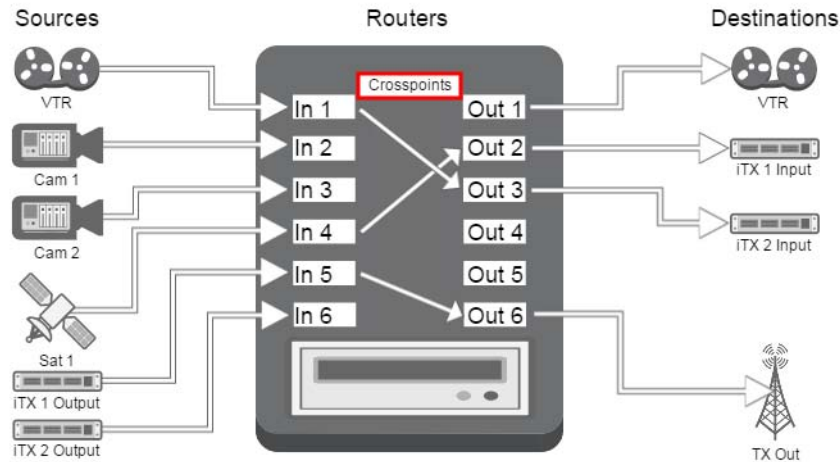 Sources
Routers
Destinations
VTR
Cam 1
Cam 2
Sat 1
iTX 1 Output
iTX 2 Output
Crosspoints
In 1
In 2
In 3
In 4
In 5
In 6
Out 1
Out 2
Out 3
Out 4
Out 5
Out 6
VTR
iTX 1 Input
iTX 2 Input
TX Out